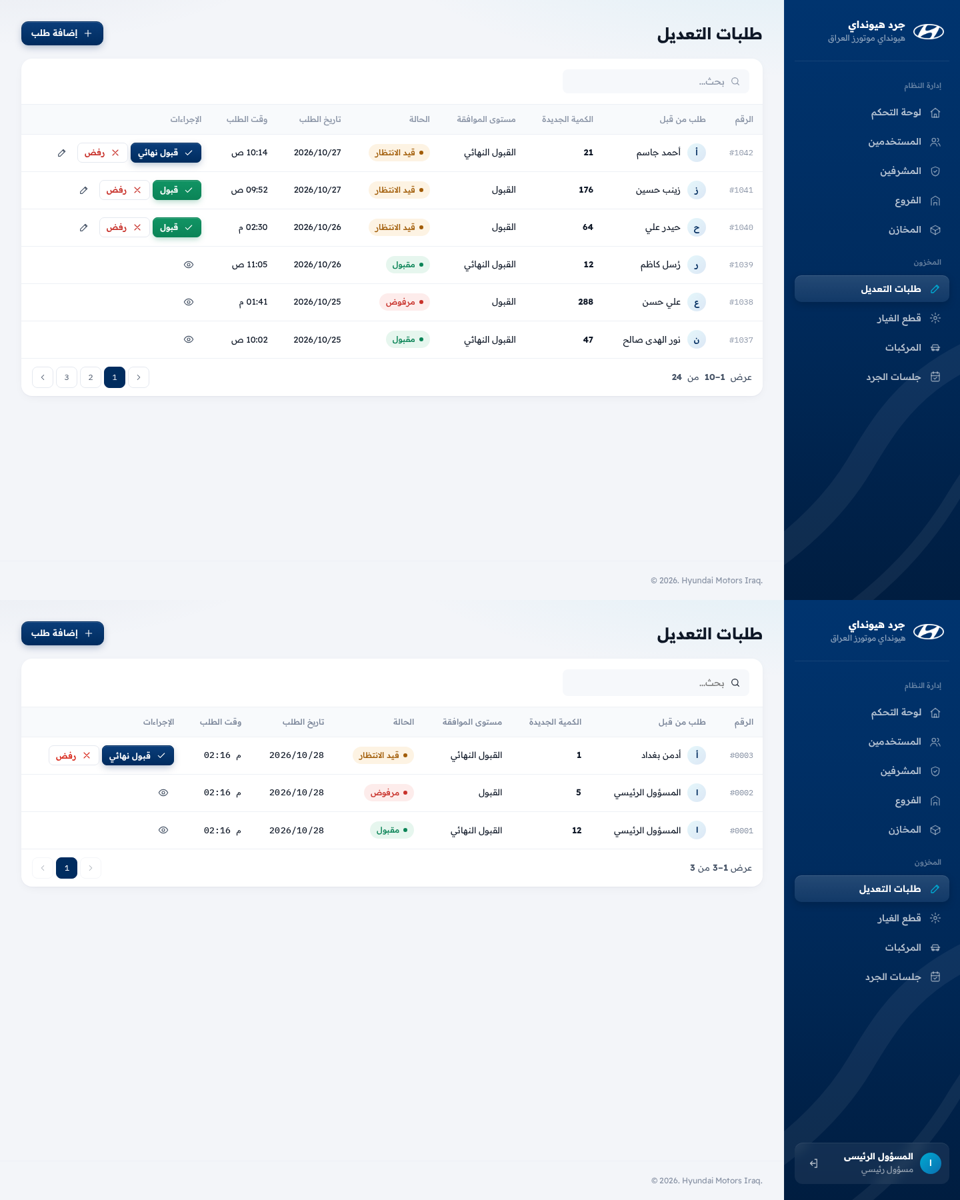 جرد هيونداي
هيونداي موتورز العراق
إدارة النظام
لوحة التحكم
المستخدمين
المشرفين
الفروع
المخازن
المخزون
طلبات التعديل
قطع الغيار
المركبات
جلسات الجرد
طلبات التعديل
إضافة طلب
بحث...
الرقم طلب من قبل الكمية الجديدة مستوى الموافقة الحالة تاريخ الطلب وقت الطلب الإجراءات
#1042 أ أحمد جاسم 21 القبول النهائي قيد الانتظار 2026/10/27 10:14 ص قبول نهائي رفض
#1041 ز زينب حسين 176 القبول قيد الانتظار 2026/10/27 09:52 ص قبول رفض
#1040 ح حيدر علي 64 القبول قيد الانتظار 2026/10/26 02:30 م قبول رفض
#1039 ر رُسل كاظم 12 القبول النهائي مقبول 2026/10/26 11:05 ص
#1038 ع علي حسن 288 القبول مرفوض 2026/10/25 01:41 م
#1037 ن نور الهدى صالح 47 القبول النهائي مقبول 2026/10/25 10:02 ص
عرض 1–10 من 24 1 2 3
© 2026. Hyundai Motors Iraq.
جرد هيونداي
هيونداي موتورز العراق
إدارة النظام
لوحة التحكم
المستخدمين
المشرفين
الفروع
المخازن
المخزون
طلبات التعديل
قطع الغيار
المركبات
جلسات الجرد
ا المسؤول الرئيسي
مسؤول رئيسي
طلبات التعديل
إضافة طلب
بحث...
الرقم طلب من قبل الكمية الجديدة مستوى الموافقة الحالة تاريخ الطلب وقت الطلب الإجراءات
#0003 أ أدمن بغداد 1 القبول النهائي قيد الانتظار 2026/10/28 02:16 م قبول نهائي رفض
#0002 ا المسؤول الرئيسي 5 القبول مرفوض 2026/10/28 02:16 م
#0001 ا المسؤول الرئيسي 12 القبول النهائي مقبول 2026/10/28 02:16 م
عرض 1–3 من 3 1
© 2026. Hyundai Motors Iraq.